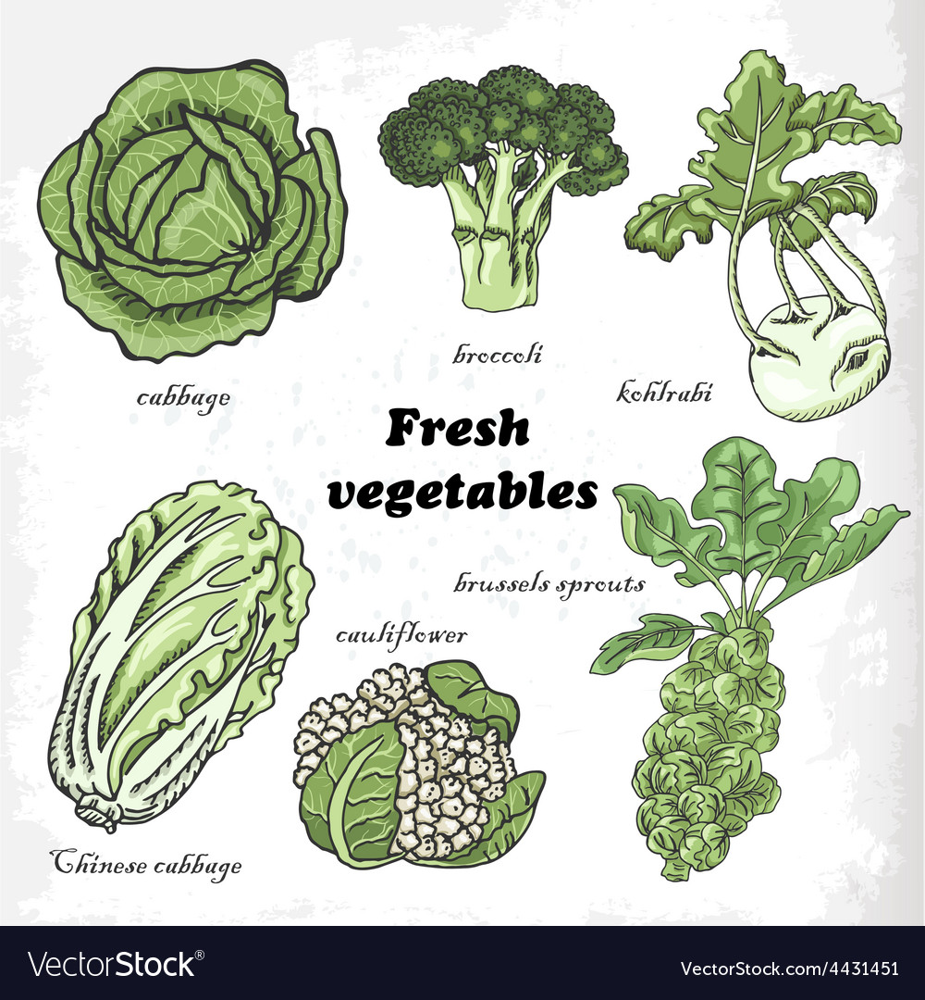 broccoli
cabbage
kohlrabi
Fresh
vegetables
brussels sprouts
cauliflower
Chinese cabbage
VectorStock®
VectorStock.com/4431451